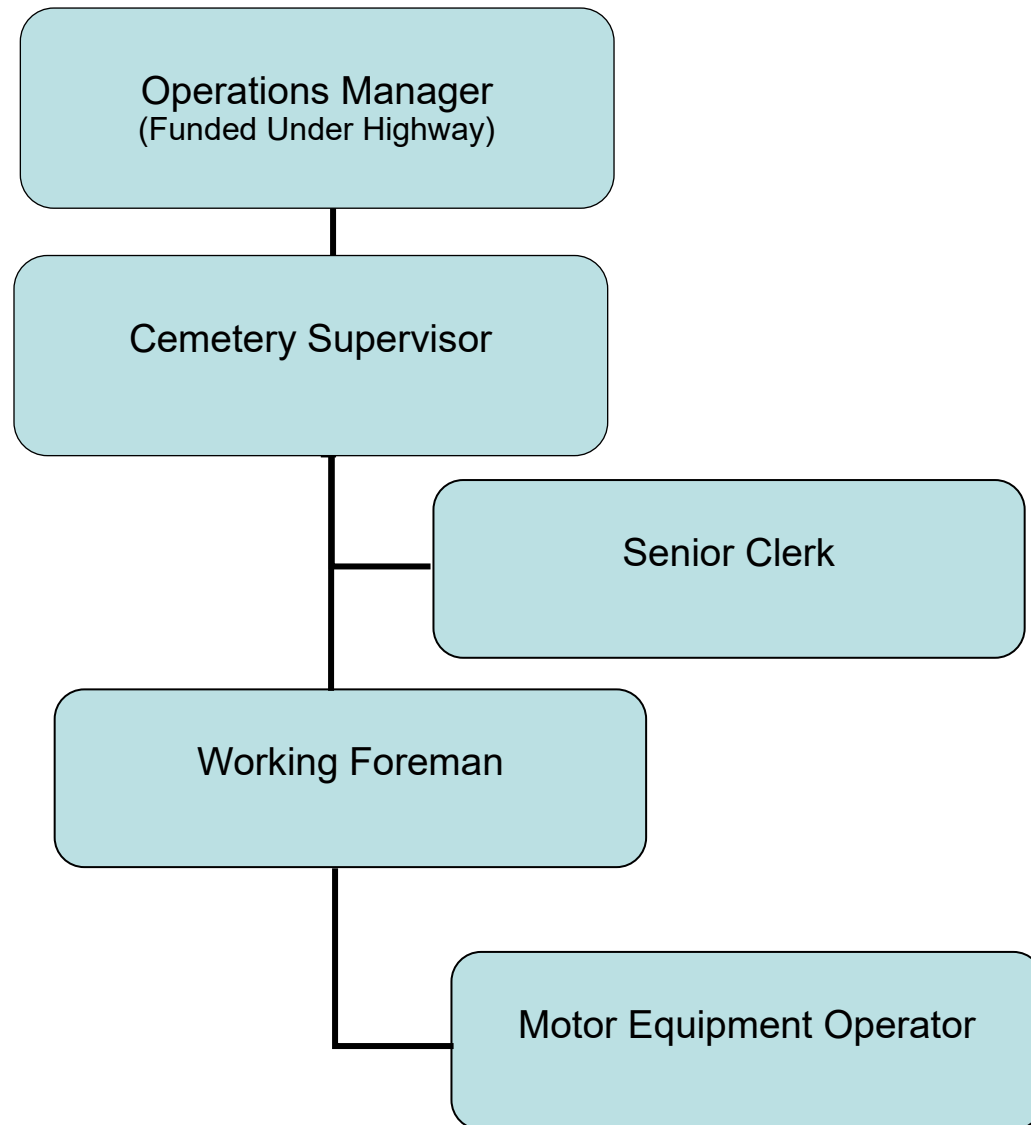 Operations Manager
(Funded Under Highway)
Cemetery Supervisor
Senior Clerk
Working Foreman
Motor Equipment Operator